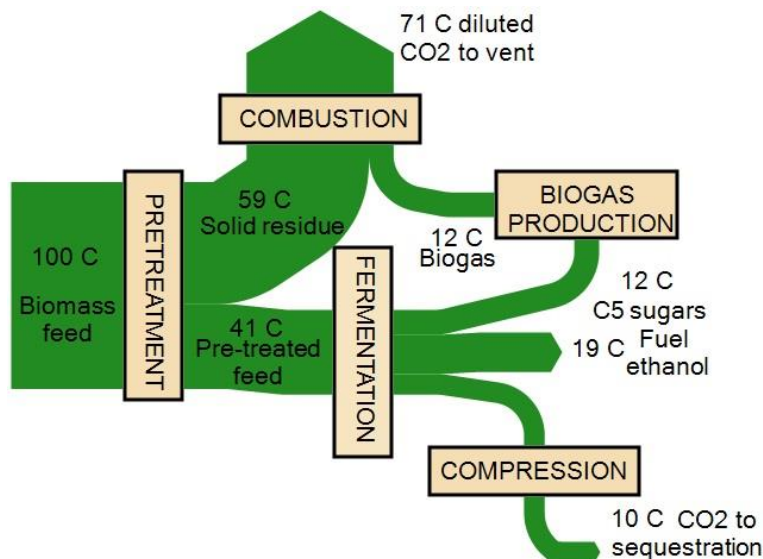 71 C diluted
CO2 to vent
COMBUSTION
PRETREATMENT
59 C
Solid residue
BIOGAS
PRODUCTION
100 C
Biomass
feed
12 C
Biogas
FERMENTATION
12 C
C5 sugars
41 C
Pre-treated
feed
19 C Fuel
ethanol
COMPRESSION
10 C CO2 to
sequestration